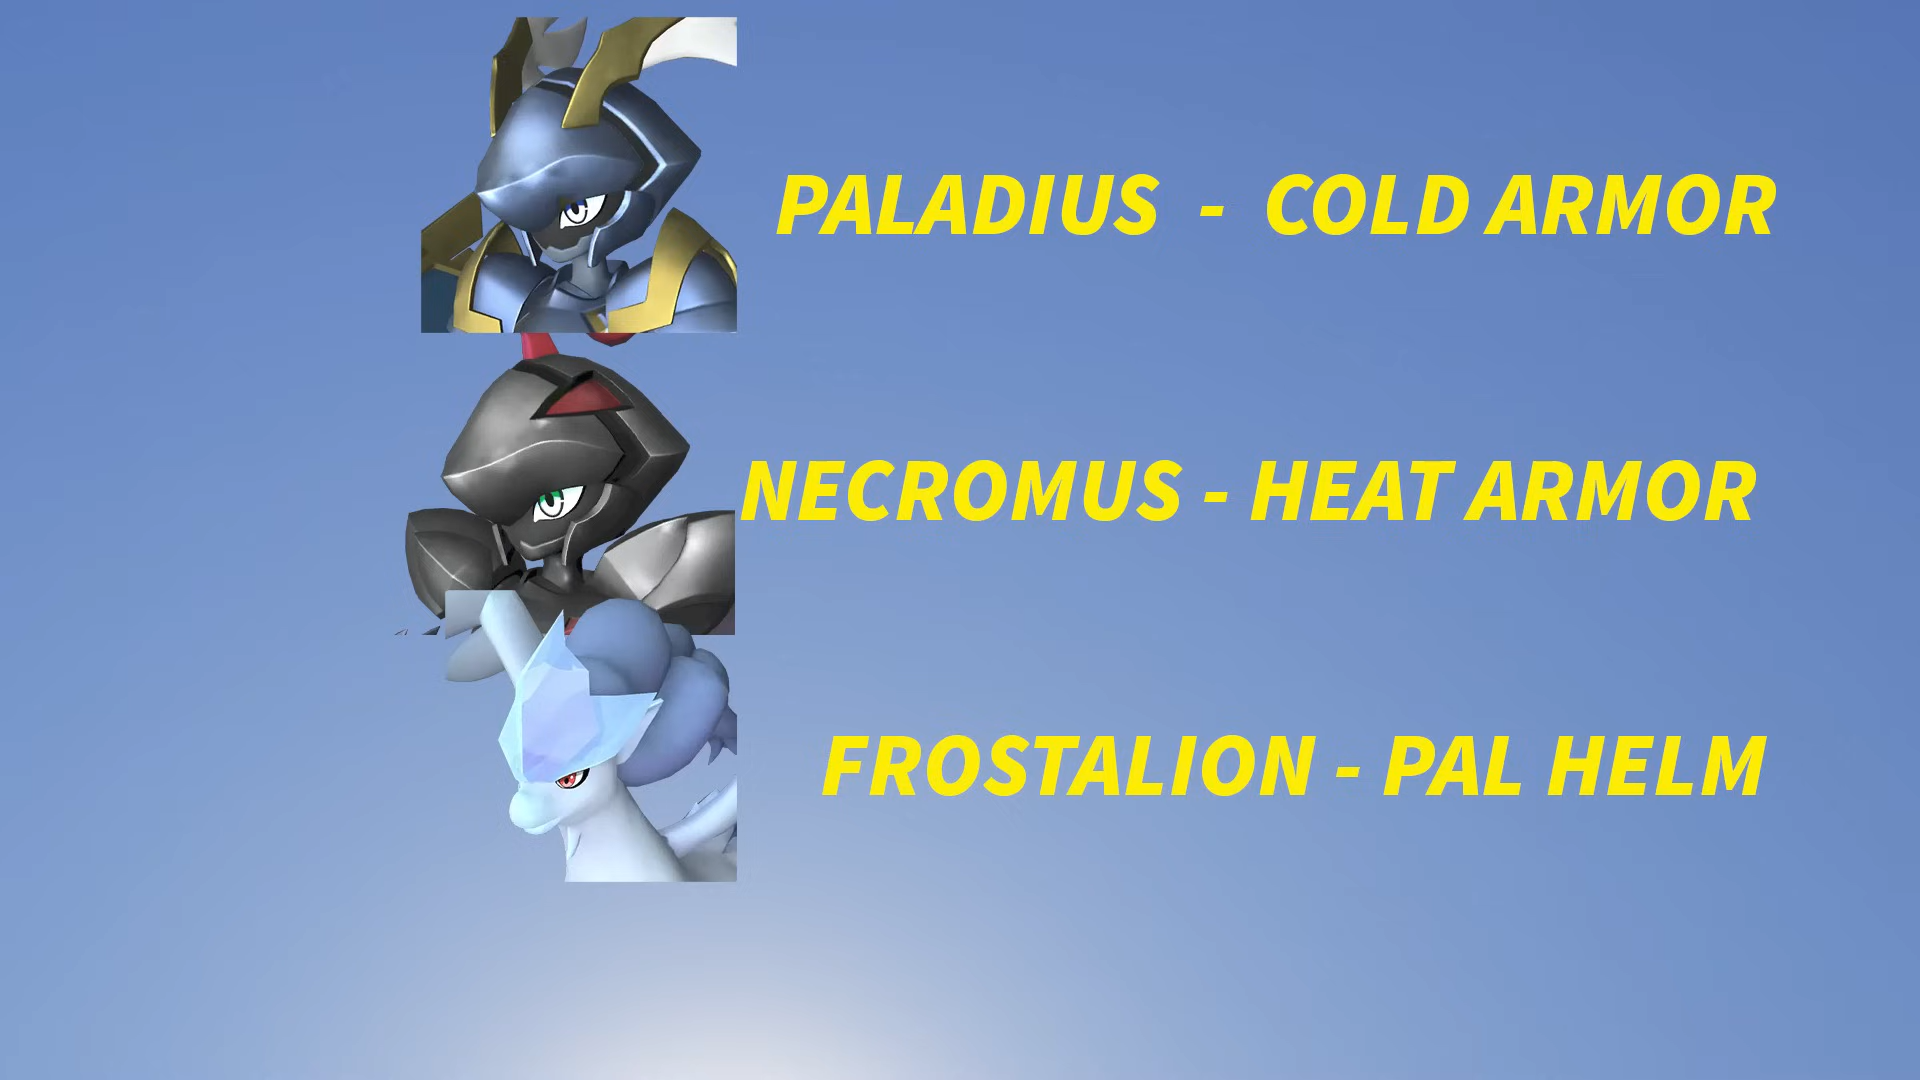 PALADIUS - COLD ARMOR
NECROMUS - HEAT ARMOR
FROSTALION - PAL HELM